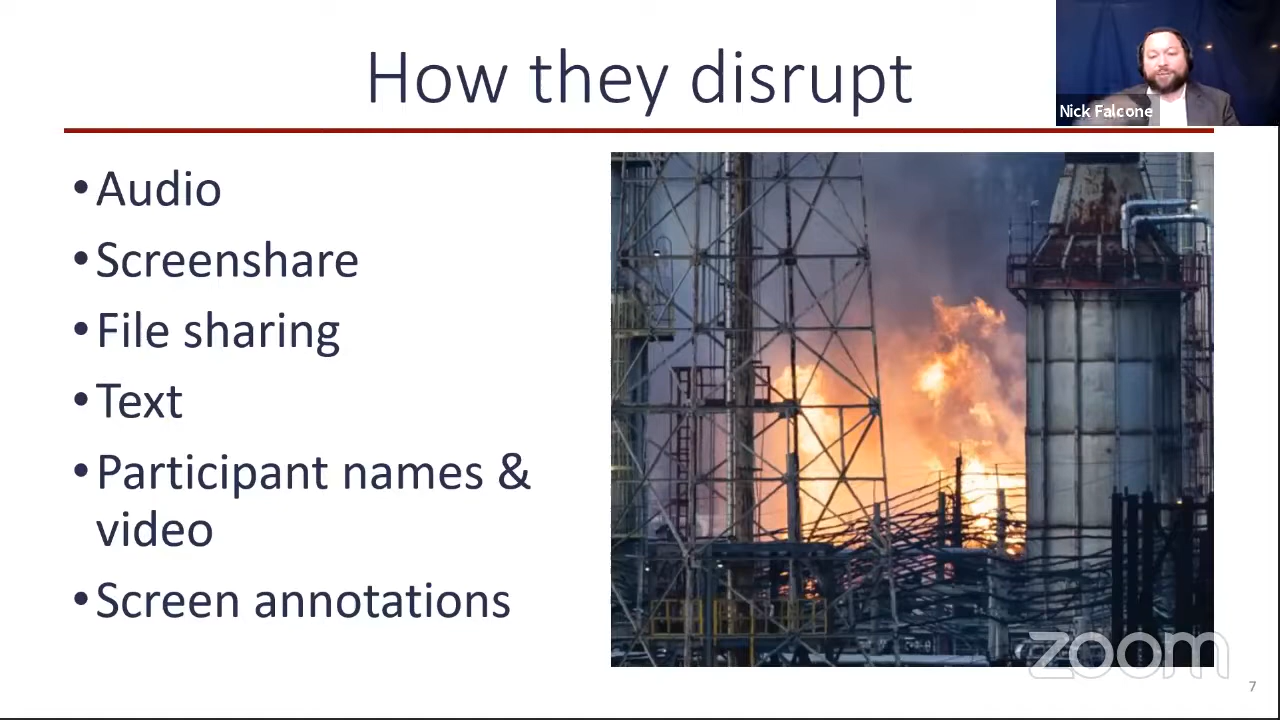 How they disrupt
Nick Falcone
•Audio
•Screenshare
•File sharing
•Text
•Participant names &
video
•Screen annotations
zoom
7